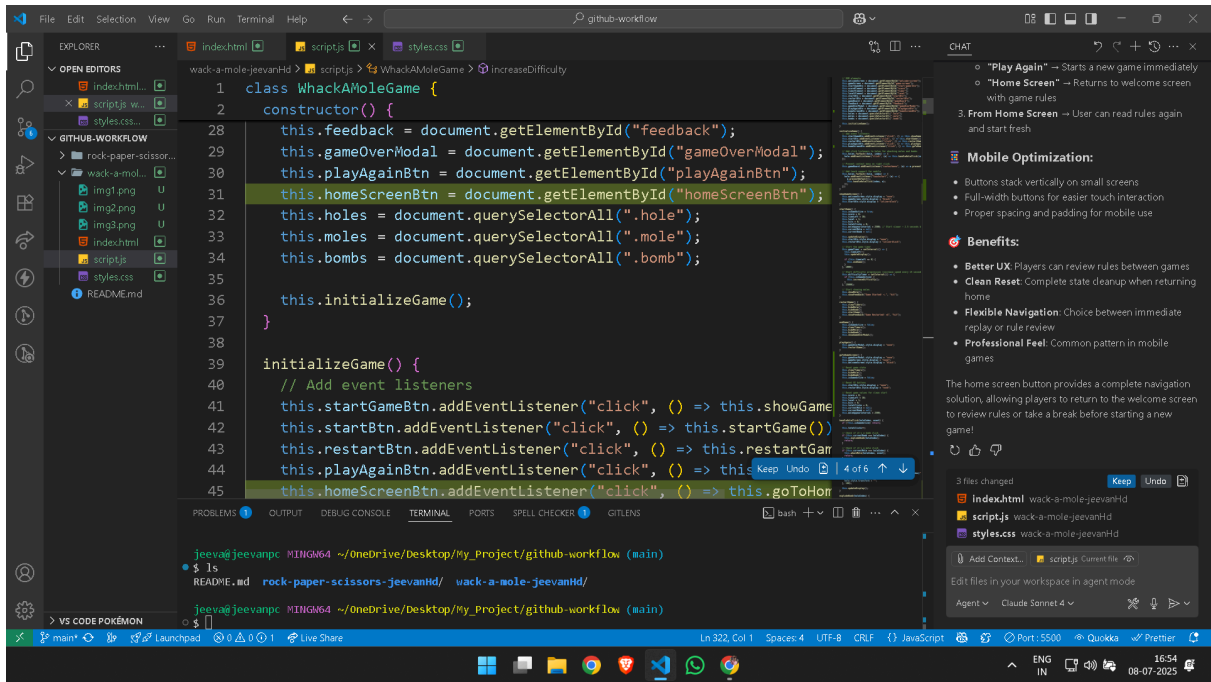 File Edit Selection View Go Run Terminal Help
github-workflow
EXPLORER
OPEN EDITORS
index.html...
script.js w...
styles.css...
GITHUB-WORKFLOW
rock-paper-scissor...
wack-a-mol...
img1.png U
img2.png U
img3.png U
index.html
script.js
styles.css
README.md
VS CODE POKÉMON
index.html
script.js
styles.css
wack-a-mole-jeevanHd > script.js > WhackAMoleGame > increaseDifficulty
1 class WhackAMoleGame {
2 constructor() {
28 this.feedback = document.getElementById("feedback");
29 this.gameOverModal = document.getElementById("gameOverModal");
30 this.playAgainBtn = document.getElementById("playAgainBtn");
31 this.homeScreenBtn = document.getElementById("homeScreenBtn");
32 this.holes = document.querySelectorAll(".hole");
33 this.moles = document.querySelectorAll(".mole");
34 this.bombs = document.querySelectorAll(".bomb");
35
36 this.initializeGame();
37 }
38
39 initializeGame() {
40 // Add event listeners
41 this.startGameBtn.addEventListener("click", () => this.showGame
42 this.startBtn.addEventListener("click", () => this.startGame())
43 this.restartBtn.addEventListener("click", () => this.restartGam
44 this.playAgainBtn.addEventListener("click", () => this
45 this.homeScreenBtn.addEventListener("click", () => this.goToHom
Keep Undo 4 of 6
PROBLEMS 1 OUTPUT DEBUG CONSOLE TERMINAL PORTS SPELL CHECKER 1 GITLENS
bash
jeeva@jeevanpc MINGW64 ~/OneDrive/Desktop/My_Project/github-workflow (main)
$ ls
README.md rock-paper-scissors-jeevanHd/ wack-a-mole-jeevanHd/
jeeva@jeevanpc MINGW64 ~/OneDrive/Desktop/My_Project/github-workflow (main)
$
CHAT
"Play Again" → Starts a new game immediately
"Home Screen" → Returns to welcome screen
with game rules
3. From Home Screen → User can read rules again
and start fresh
Mobile Optimization:
Buttons stack vertically on small screens
Full-width buttons for easier touch interaction
Proper spacing and padding for mobile use
Benefits:
Better UX: Players can review rules between games
Clean Reset: Complete state cleanup when returning
home
Flexible Navigation: Choice between immediate
replay or rule review
Professional Feel: Common pattern in mobile
games
The home screen button provides a complete navigation
solution, allowing players to return to the welcome screen
to review rules or take a break before starting a new
game!
3 files changed Keep Undo
index.html wack-a-mole-jeevanHd
script.js wack-a-mole-jeevanHd
styles.css wack-a-mole-jeevanHd
Add Context... script.js Current file
Edit files in your workspace in agent mode
Agent Claude Sonnet 4
main* Launchpad 0 0 1 Live Share
Ln 322, Col 1 Spaces: 4 UTF-8 CRLF {} JavaScript Port : 5500 Quokka Prettier
ENG
IN
16:54
08-07-2025